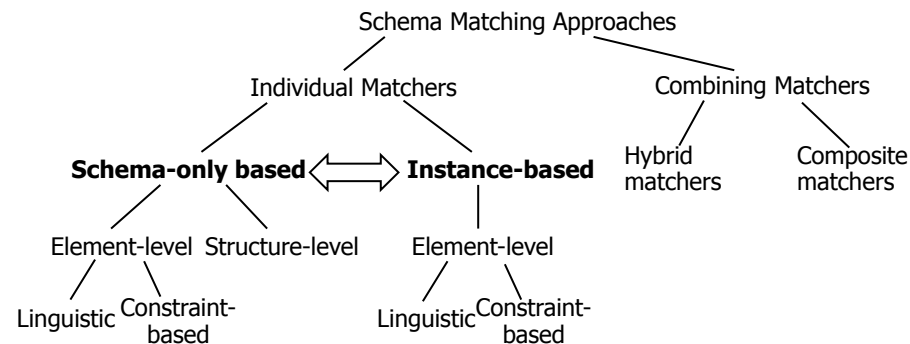 Schema Matching Approaches
Individual Matchers
Combining Matchers
Schema-only based
Instance-based
Hybrid
matchers
Composite
matchers
Element-level
Structure-level
Element-level
Linguistic
Constraint-
based
Linguistic
Constraint-
based